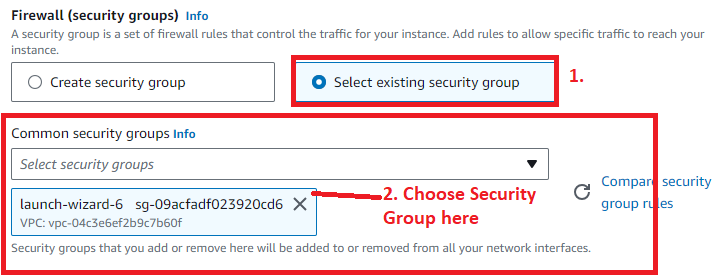 Firewall (security groups) Info
A security group is a set of firewall rules that control the traffic for your instance. Add rules to allow specific traffic to reach your
instance.
Create security group
Select existing security group
1.
Common security groups Info
Select security groups
launch-wizard-6 sg-09acfadf023920cd6
VPC: vpc-04c3e6ef2b9c7b60f
2. Choose Security
Group here
Compare security
group rules
Security groups that you add or remove here will be added to or removed from all your network interfaces.